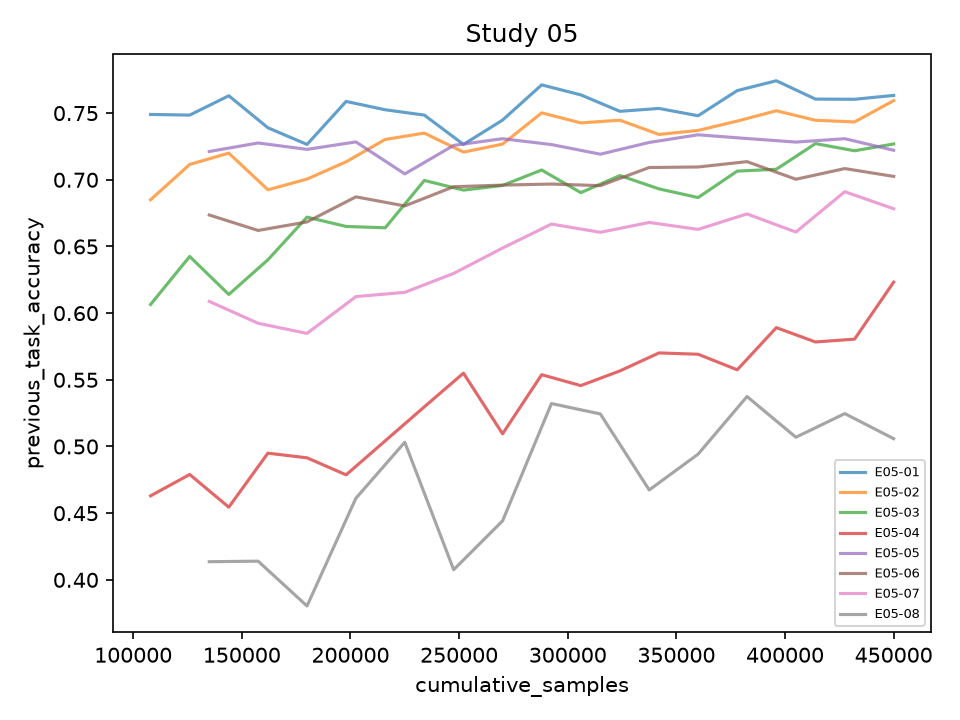 Study 05
previous_task_accuracy
0.75
0.70
0.65
0.60
0.55
0.50
0.45
0.40
E05-01
E05-02
E05-03
E05-04
E05-05
E05-06
E05-07
E05-08
100000 150000 200000 250000 300000 350000 400000 450000
cumulative_samples